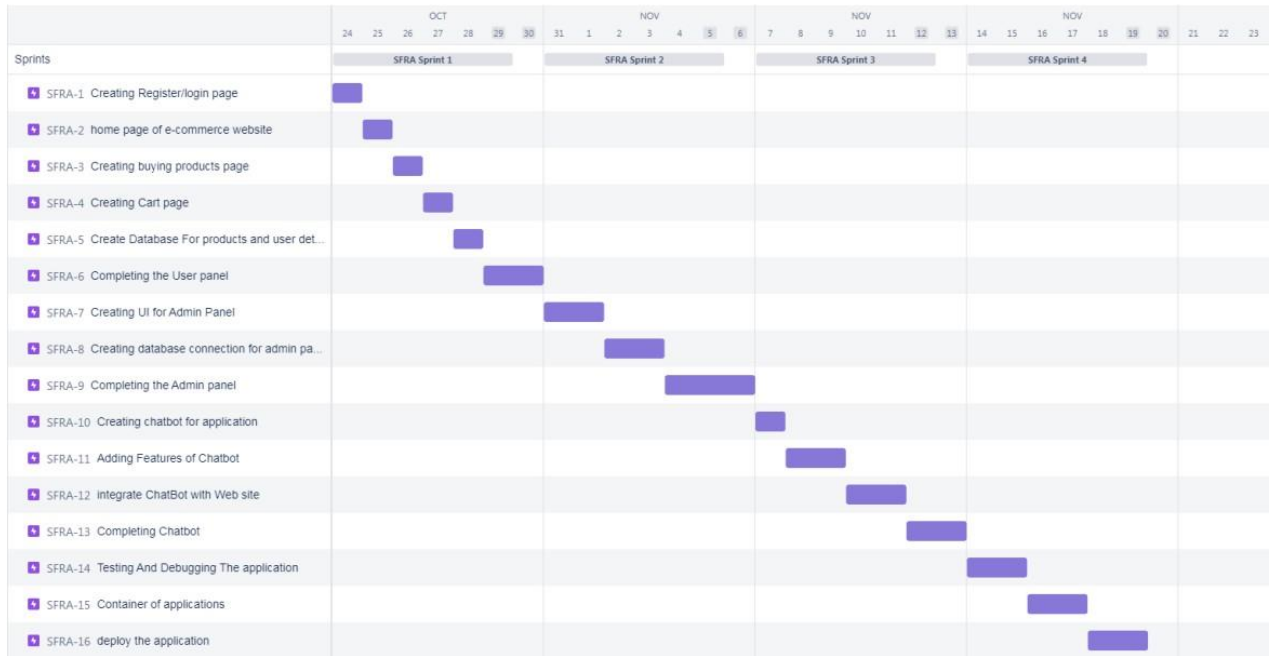 OCT NOV NOV NOV
24 25 26 27 28 29 30 31 1 2 3 4 5 6 7 8 9 10 11 12 13 14 15 16 17 18 19 20 21 22 23
Sprints SFRA Sprint 1 SFRA Sprint 2 SFRA Sprint 3 SFRA Sprint 4
SFRA-1 Creating Register/login page
SFRA-2 home page of e-commerce website
SFRA-3 Creating buying products page
SFRA-4 Creating Cart page
SFRA-5 Create Database For products and user det...
SFRA-6 Completing the User panel
SFRA-7 Creating UI for Admin Panel
SFRA-8 Creating database connection for admin pa...
SFRA-9 Completing the Admin panel
SFRA-10 Creating chatbot for application
SFRA-11 Adding Features of Chatbot
SFRA-12 integrate ChatBot with Web site
SFRA-13 Completing Chatbot
SFRA-14 Testing And Debugging The application
SFRA-15 Container of applications
SFRA-16 deploy the application